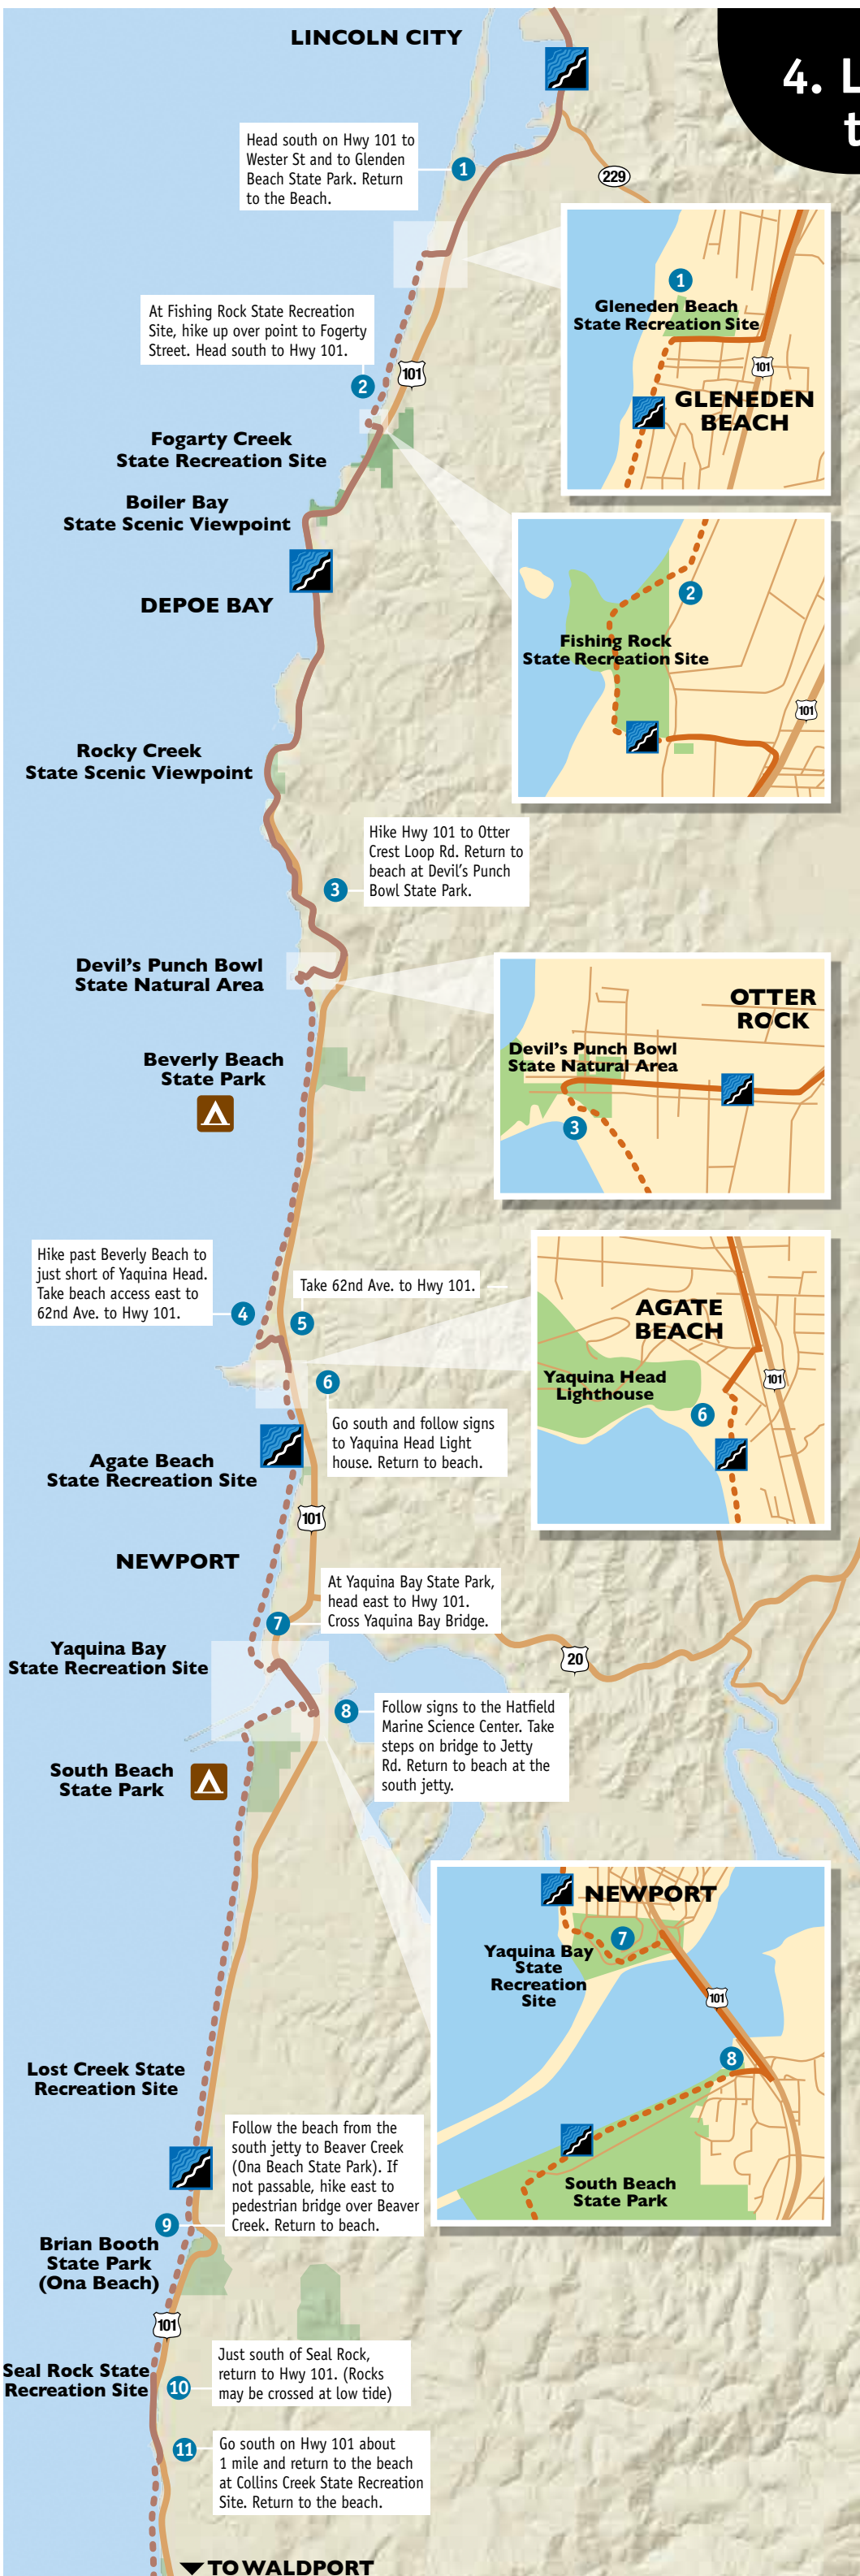 LINCOLN CITY
4. L
t
Head south on Hwy 101 to
Wester St and to Glenden
Beach State Park. Return
to the Beach.
1
229
1
Gleneden Beach
State Recreation Site
101
GLENEDEN
BEACH
At Fishing Rock State Recreation
Site, hike up over point to Fogerty
Street. Head south to Hwy 101.
2
101
Fogarty Creek
State Recreation Site
Boiler Bay
State Scenic Viewpoint
DEPOE BAY
2
Fishing Rock
State Recreation Site
101
Rocky Creek
State Scenic Viewpoint
Hike Hwy 101 to Otter
Crest Loop Rd. Return to
beach at Devil's Punch
Bowl State Park.
3
Devil's Punch Bowl
State Natural Area
OTTER
ROCK
Devil's Punch Bowl
State Natural Area
3
Beverly Beach
State Park
Hike past Beverly Beach to
just short of Yaquina Head.
Take beach access east to
62nd Ave. to Hwy 101.
4
Take 62nd Ave. to Hwy 101.
5
6
Go south and follow signs
to Yaquina Head Light
house. Return to beach.
AGATE
BEACH
Yaquina Head
Lighthouse
101
6
Agate Beach
State Recreation Site
101
NEWPORT
At Yaquina Bay State Park,
head east to Hwy 101.
Cross Yaquina Bay Bridge.
7
Yaquina Bay
State Recreation Site
20
8
Follow signs to the Hatfield
Marine Science Center. Take
steps on bridge to Jetty
Rd. Return to beach at the
south jetty.
South Beach
State Park
NEWPORT
7
Yaquina Bay
State
Recreation
Site
101
8
South Beach
State Park
Lost Creek State
Recreation Site
Follow the beach from the
south jetty to Beaver Creek
(Ona Beach State Park). If
not passable, hike east to
pedestrian bridge over Beaver
Creek. Return to beach.
9
Brian Booth
State Park
(Ona Beach)
101
Seal Rock State
Recreation Site
10
Just south of Seal Rock,
return to Hwy 101. (Rocks
may be crossed at low tide)
11
Go south on Hwy 101 about
1 mile and return to the beach
at Collins Creek State Recreation
Site. Return to the beach.
TO WALDPORT